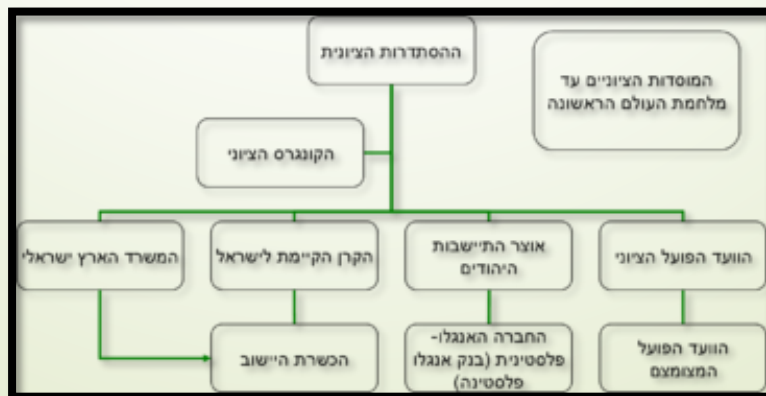 ההסתדרות הציונית
המוסדות הציוניים עד
מלחמת העולם הראשונה
הקונגרס הציוני
הוועד הפועל הציוני
אוצר התיישבות
היהודים
הקרן הקיימת לישראל
המשרד הארץ ישראלי
הוועד הפועל
המצומצם
החברה האנגלו-
פלסטינית (בנק אנגלו
פלסטינה)
הכשרת היישוב